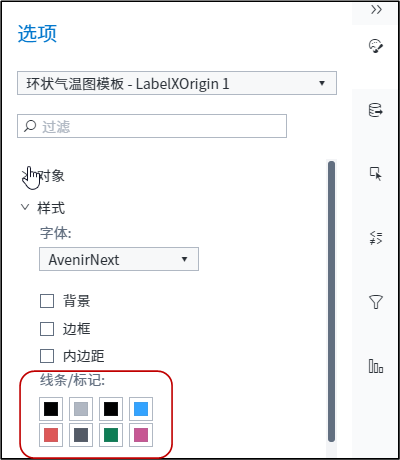 选项
环状气温图模板 - LabelXOrigin 1
过滤
对象
样式
字体:
AvenirNext
背景
边框
内边距
线条/标记: